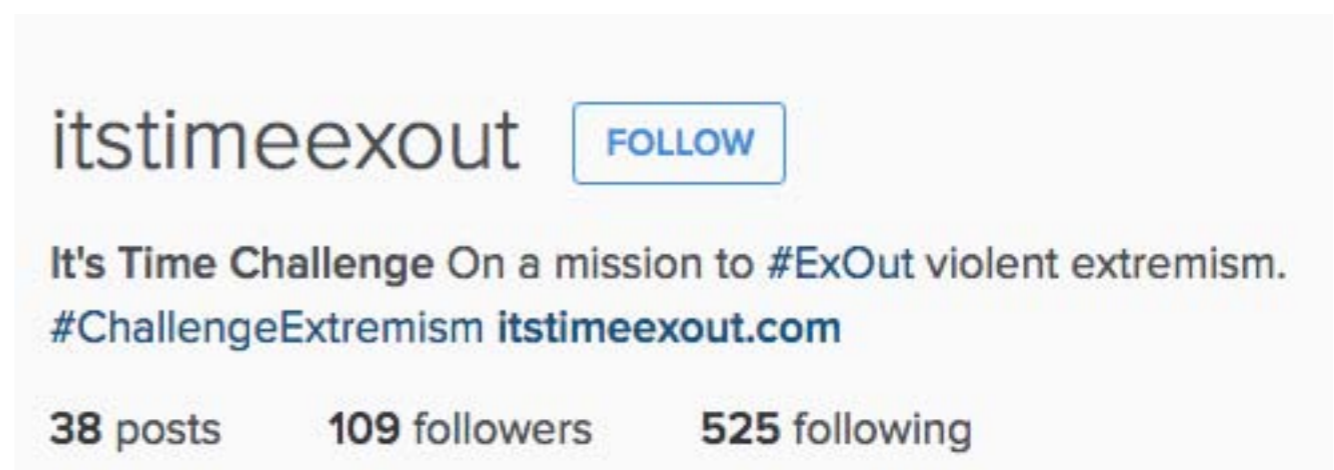 itstimeexout FOLLOW
It's Time Challenge On a mission to #ExOut violent extremism.
#ChallengeExtremism itstimeexout.com
38 posts 109 followers 525 following